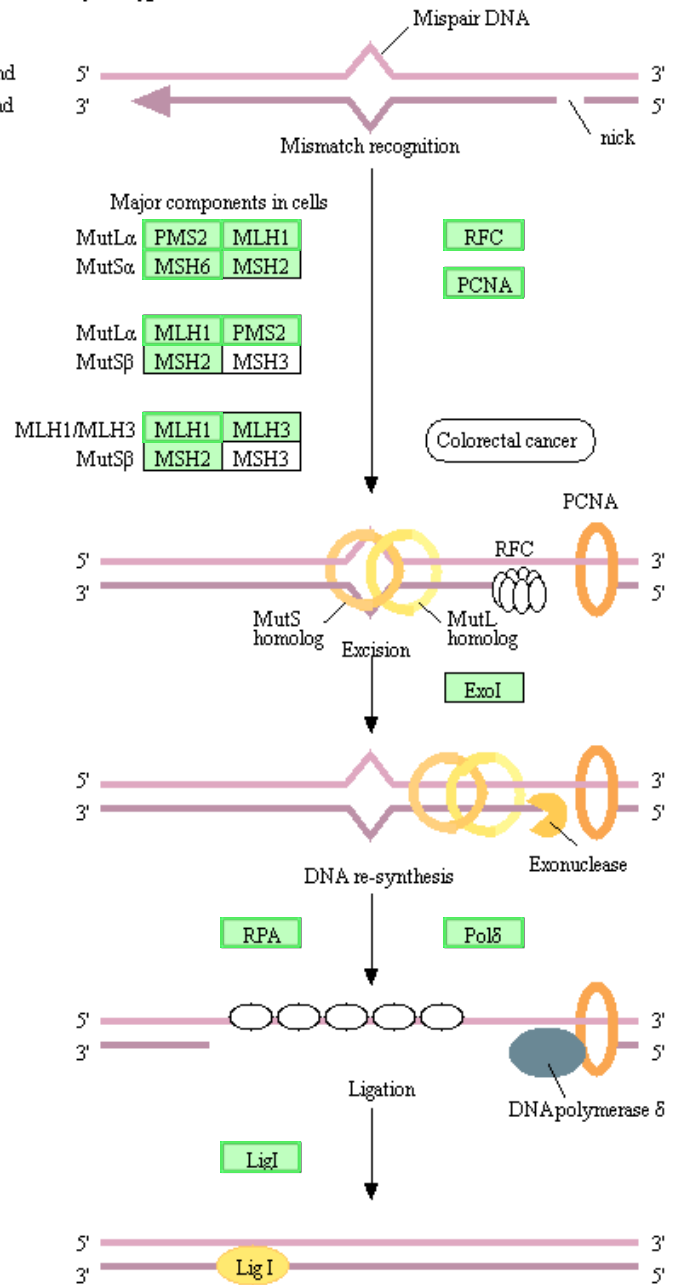 Mispair DNA
5' 3'
3' 5'
nick
Mismatch recognition
Major components in cells
MutLα PMS2 MLH1 RFC
MutSα MSH6 MSH2
PCNA
MutLα MLH1 PMS2
MutSβ MSH2 MSH3
MLH1/MLH3 MLH1 MLH3
MutSβ MSH2 MSH3
Colorectal cancer
PCNA
RFC
5' 3'
3' 5'
MutS
homolog
MutL
homolog
Excision
ExoI
5' 3'
3' 5'
Exonuclease
DNA re-synthesis
RPA Polδ
5' 3'
3' 5'
Ligation
DNA polymerase δ
LigI
5' 3'
3' Lig I 5'